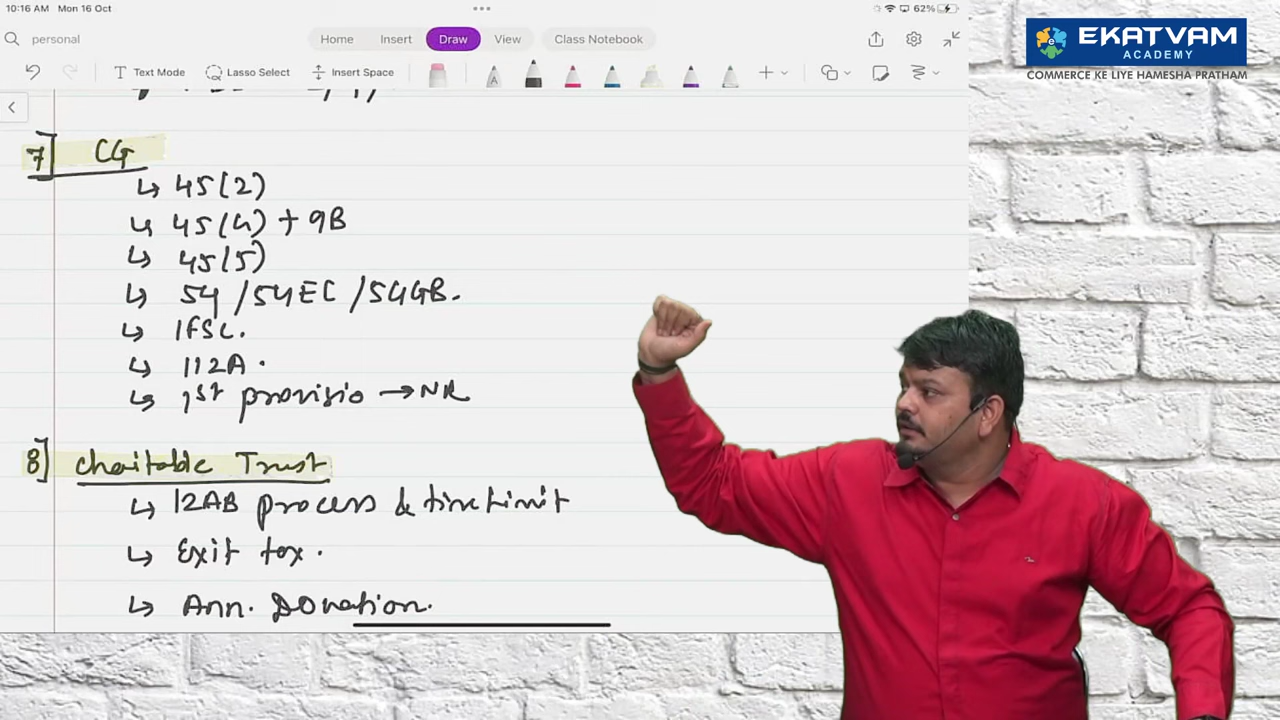 10:16 AM Mon 16 Oct
62%
personal
Home Insert Draw View Class Notebook
Text Mode Lasso Select Insert Space
EKATVAM
ACADEMY
COMMERCE KE LIYE HAMESHA PRATHAM
7] CG
↳ 45(2)
↳ 45(4) + 9B
↳ 45(5)
↳ 54 / 54EC / 54GB.
↳ IFSC.
↳ 112A.
↳ 1st provisio → NR
8] Charitable Trust
↳ 12AB process & time limit
↳ Exit tax.
↳ Ann. Donation.